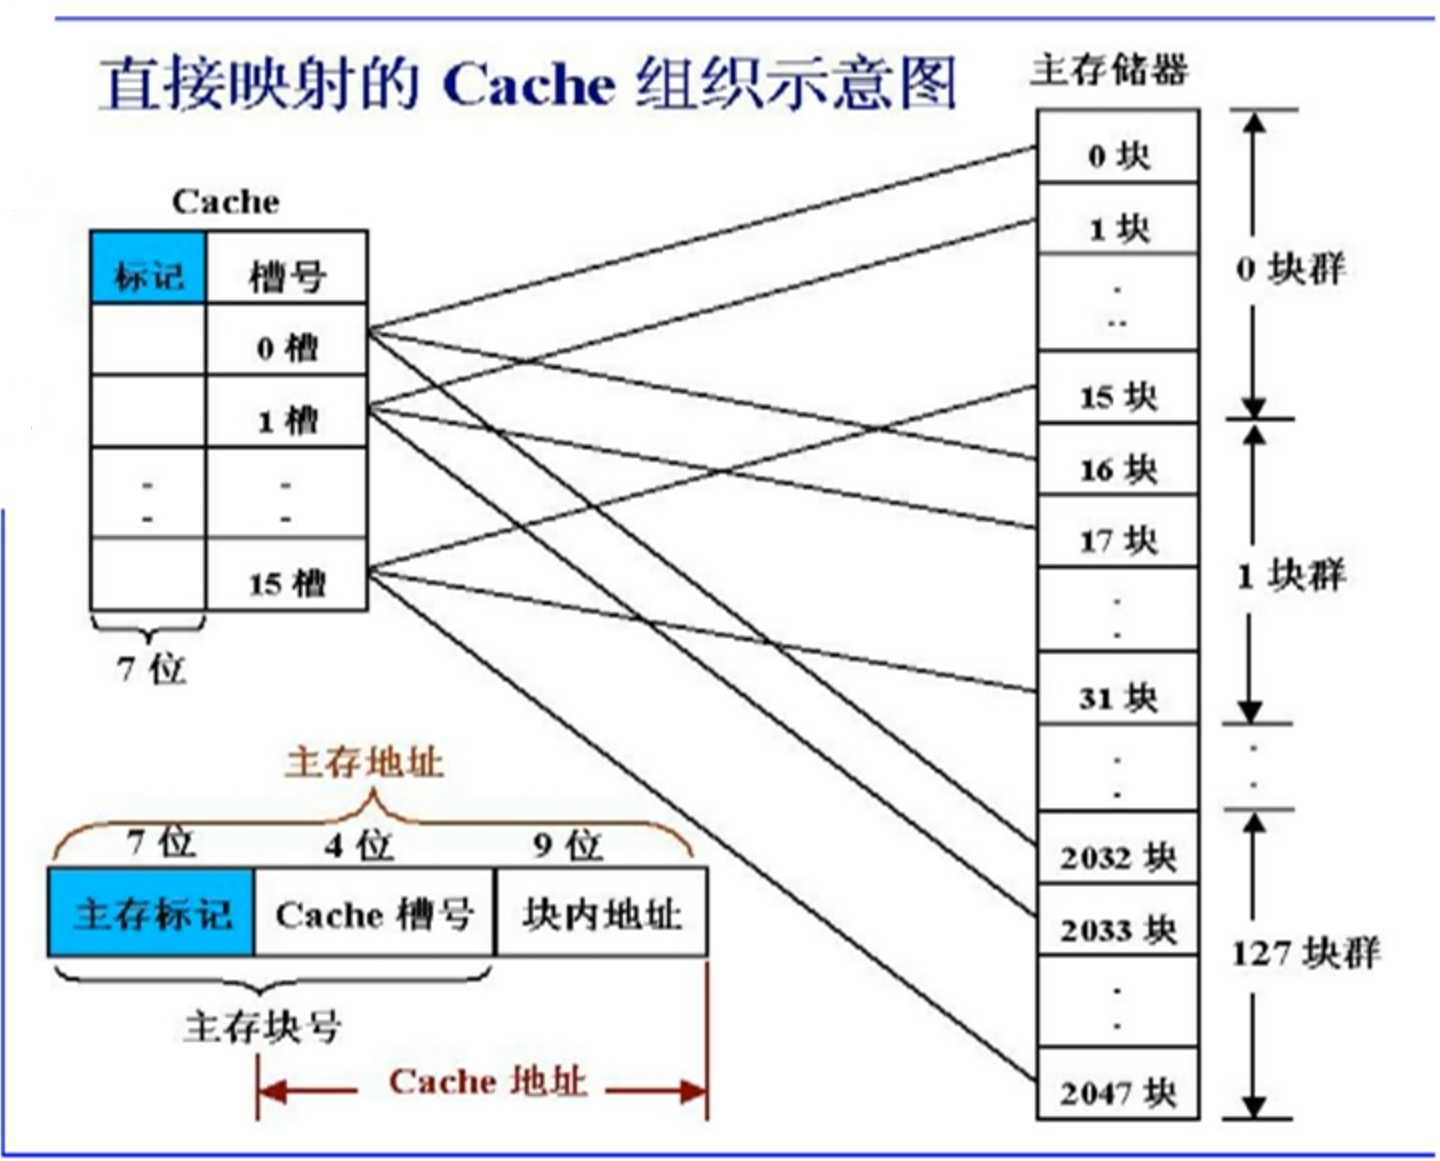 直接映射的 Cache 组织示意图
Cache
标记 槽号
0 槽
1 槽
15 槽
7 位
主存储器
0 块
1 块
15 块
16 块
17 块
31 块
2032 块
2033 块
2047 块
0 块群
1 块群
127 块群
主存地址
7 位 4 位 9 位
主存标记 Cache 槽号 块内地址
主存块号
Cache 地址